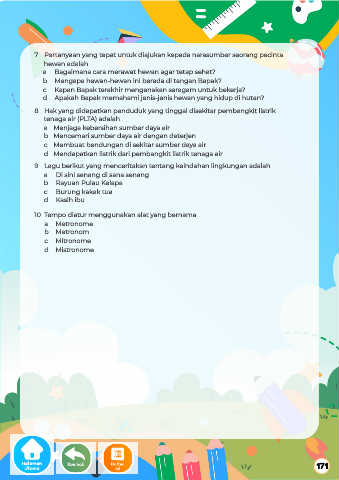 7 Pertanyaan yang tepat untuk diajukan kepada narasumber seorang pecinta
hewan adalah
a Bagaimana cara merawat hewan agar tetap sehat?
b Mengapa hewan-hewan ini berada di tangan Bapak?
c Kapan Bapak terakhir mengenakan seragam untuk bekerja?
d Apakah Bapak memahami jenis-jenis hewan yang hidup di hutan?
8 Hak yang didapatkan penduduk yang tinggal disekitar pembangkit listrik
tenaga air (PLTA) adalah
a Menjaga kebersihan sumber daya air
b Mencemari sumber daya air dengan deterjen
c Membuat bendungan di sekitar sumber daya air
d Mendapatkan listrik dari pembangkit listrik tenaga air
9 Lagu berikut yang menceritakan tentang keindahan lingkungan adalah
a Di sini senang di sana senang
b Rayuan Pulau Kelapa
c Burung kakak tua
d Kasih ibu
10 Tempo diatur menggunakan alat yang bernama
a Metronome
b Metronom
c Mitronome
d Mistronome
Halaman
Utama
Kembali
171